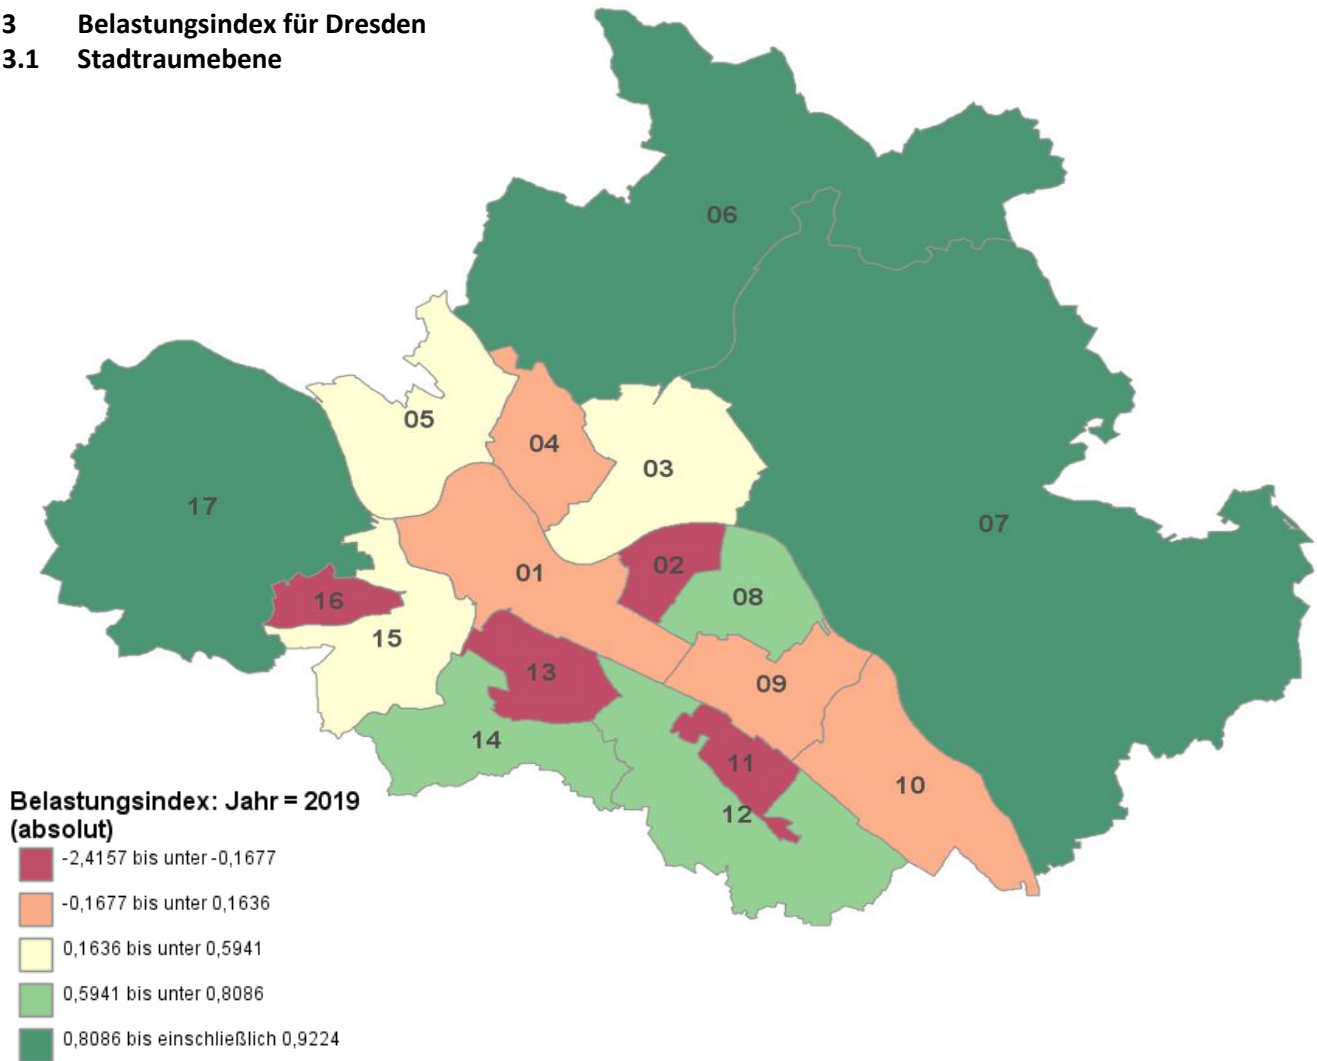 3 Belastungsindex für Dresden
3.1 Stadtraumebene
06
05
04
03
17
07
02
01
08
16
15
13
09
14
11
10
12
Belastungsindex: Jahr = 2019
(absolut)
-2,4157 bis unter -0,1677
-0,1677 bis unter 0,1636
0,1636 bis unter 0,5941
0,5941 bis unter 0,8086
0,8086 bis einschließlich 0,9224